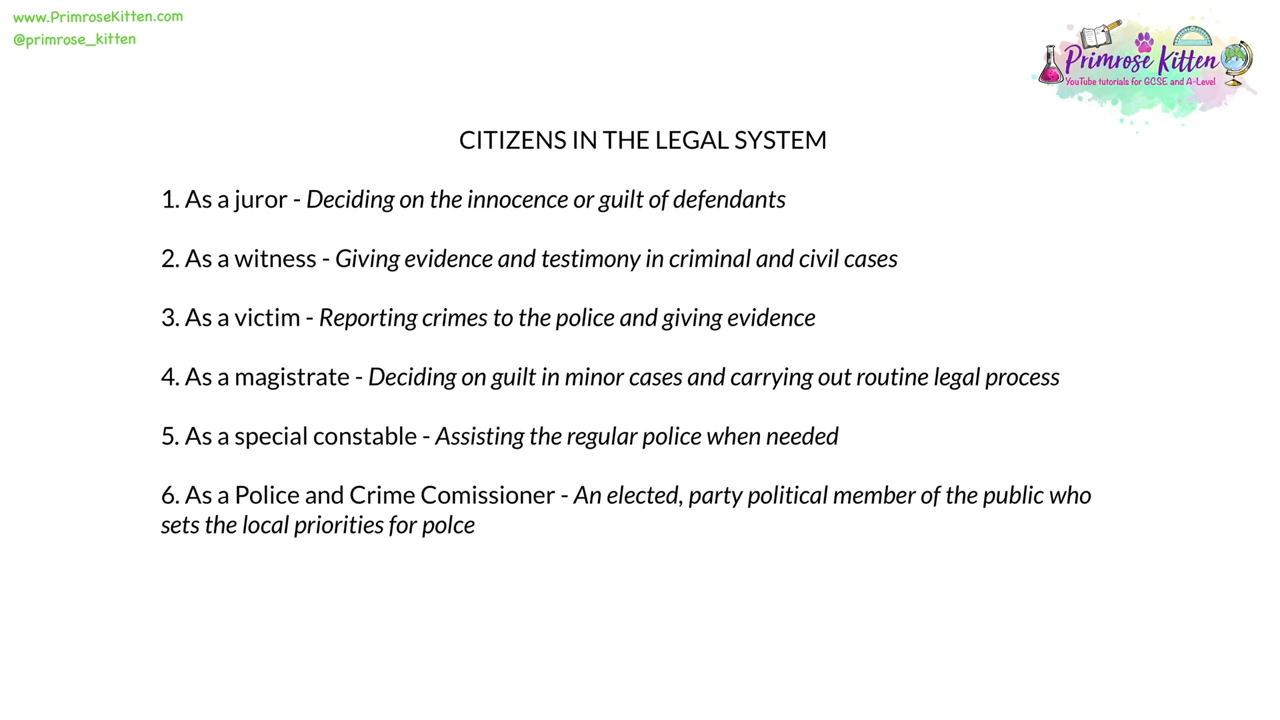 www.PrimroseKitten.com
@primrose_kitten
Primrose Kitten
YouTube tutorials for GCSE and A-Level
CITIZENS IN THE LEGAL SYSTEM
1. As a juror - Deciding on the innocence or guilt of defendants
2. As a witness - Giving evidence and testimony in criminal and civil cases
3. As a victim - Reporting crimes to the police and giving evidence
4. As a magistrate - Deciding on guilt in minor cases and carrying out routine legal process
5. As a special constable - Assisting the regular police when needed
6. As a Police and Crime Comissioner - An elected, party political member of the public who
sets the local priorities for polce